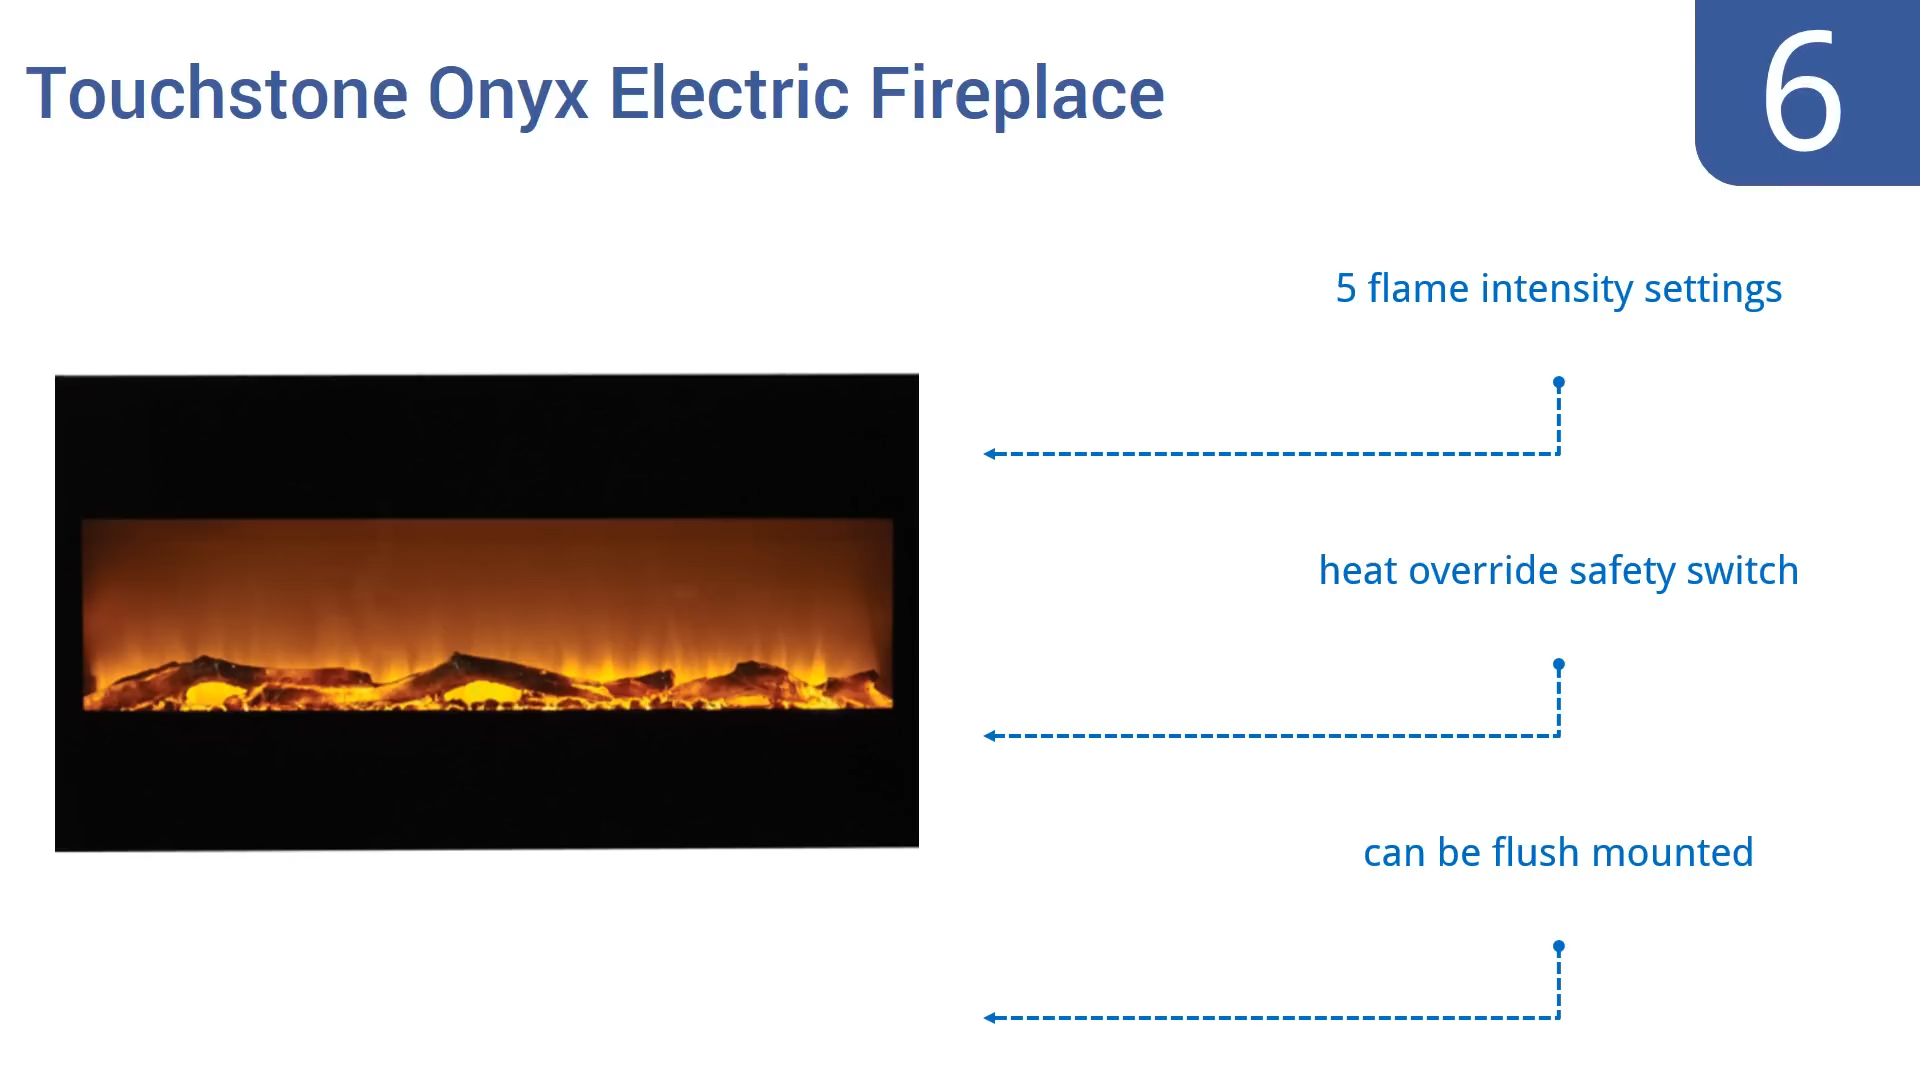 Touchstone Onyx Electric Fireplace
6
5 flame intensity settings
heat override safety switch
can be flush mounted